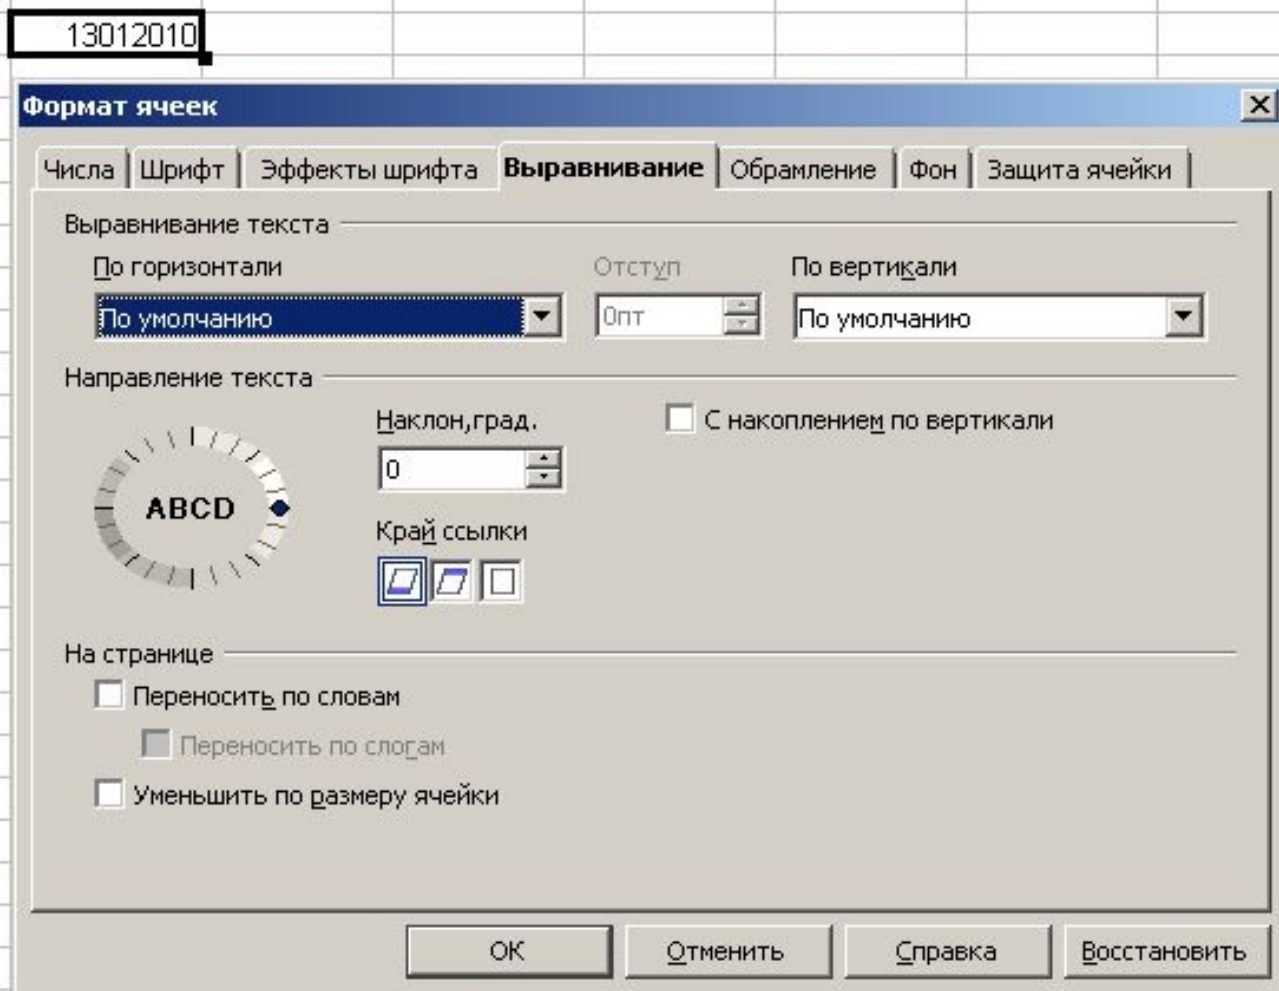 13012010
Формат ячеек
Числа Шрифт Эффекты шрифта Выравнивание Обрамление Фон Защита ячейки
Выравнивание текста
По горизонтали Отступ По вертикали
По умолчанию 0пт По умолчанию
Направление текста
Наклон,град. С накоплением по вертикали
0
ABCD
Край ссылки
На странице
Переносить по словам
Переносить по слогам
Уменьшить по размеру ячейки
ОК Отменить Справка Восстановить